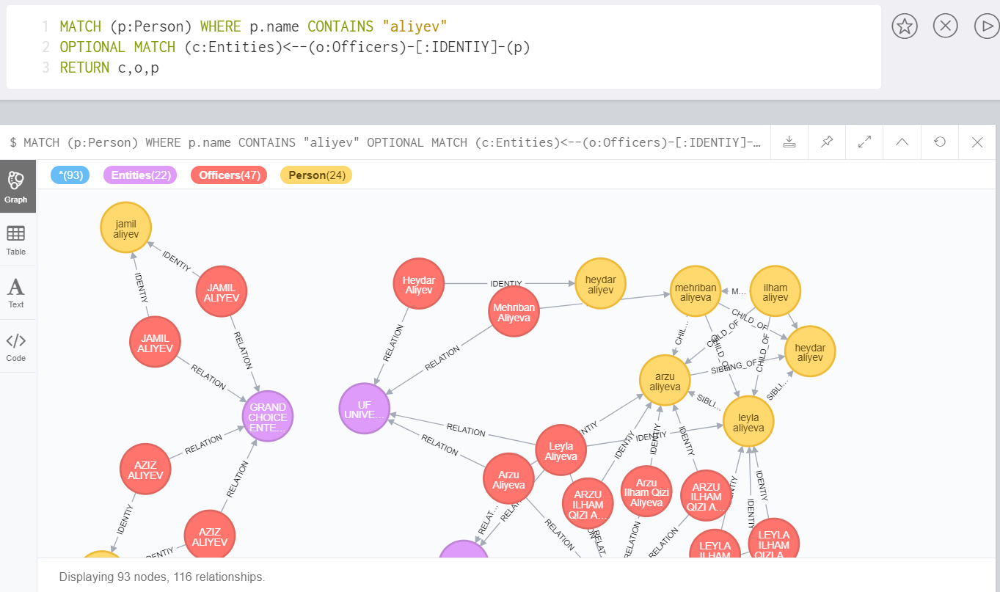 1 MATCH (p:Person) WHERE p.name CONTAINS "aliyev"
2 OPTIONAL MATCH (c:Entities)<--(o:Officers)-[:IDENTIY]-(p)
3 RETURN c,o,p
$ MATCH (p:Person) WHERE p.name CONTAINS "aliyev" OPTIONAL MATCH (c:Entities)<--(o:Officers)-[:IDENTIY]-…
*(93)
Entities(22)
Officers(47)
Person(24)
Graph
Table
A
Text
Code
jamil
aliyev
IDENTIY
IDENTIY
JAMIL
ALIYEV
JAMIL
ALIYEV
RELATION
RELATION
GRAND
CHOICE
ENTE...
RELATION
AZIZ
ALIYEV
RELATION
IDENTIY
AZIZ
ALIYEV
ENTIY
Heydar
Aliyev
IDENTIY
heydar
aliyev
Mehriban
Aliyeva
RELATION
RELATION
UF
UNIVE...
mehriban
aliyeva
M...
ilham
aliyev
CHILD_OF
CHIL...
CHILD_OF
CHILD_O
CHILD_OF
heydar
aliyev
SIBLING_OF
arzu
aliyeva
SIBLI...
SIBLI...
leyla
aliyeva
RELATION
RELATION
NTIY
IDENTIY
Leyla
Aliyeva
IDENTIY
IDENTIY
IDENTIY
Arzu
Aliyeva
ARZU
ILHAM
QIZI A...
Arzu
Ilham Qizi
Aliyeva
ARZU
ILHAM
QIZI A...
NTIY
IDENTIY
IDENTIY
RELAT...
RELA
RELATION
ON
RELAT.
RELATION
RELATION
LEYLA
ILHAM
LEYLA
ILHAM
QIZI A...
Displaying 93 nodes, 116 relationships.